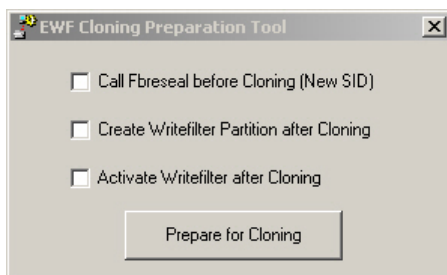 EWF Cloning Preparation Tool
Call Fbreseal before Cloning (New SID)
Create Writefilter Partition after Cloning
Activate Writefilter after Cloning
Prepare for Cloning